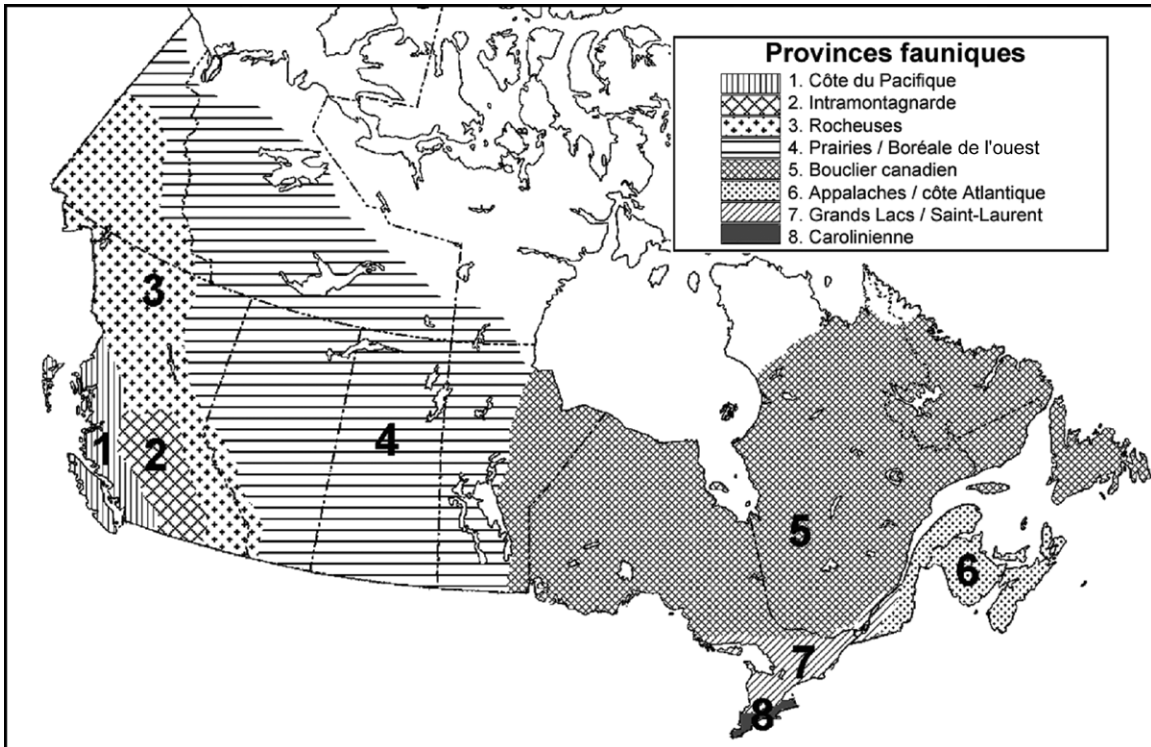 Provinces fauniques
1. Côte du Pacifique
2. Intramontagnarde
3. Rocheuses
4. Prairies / Boréale de l'ouest
5. Bouclier canadien
6. Appalaches / côte Atlantique
7. Grands Lacs / Saint-Laurent
8. Carolinienne
3
1
2
4
5
6
7
8